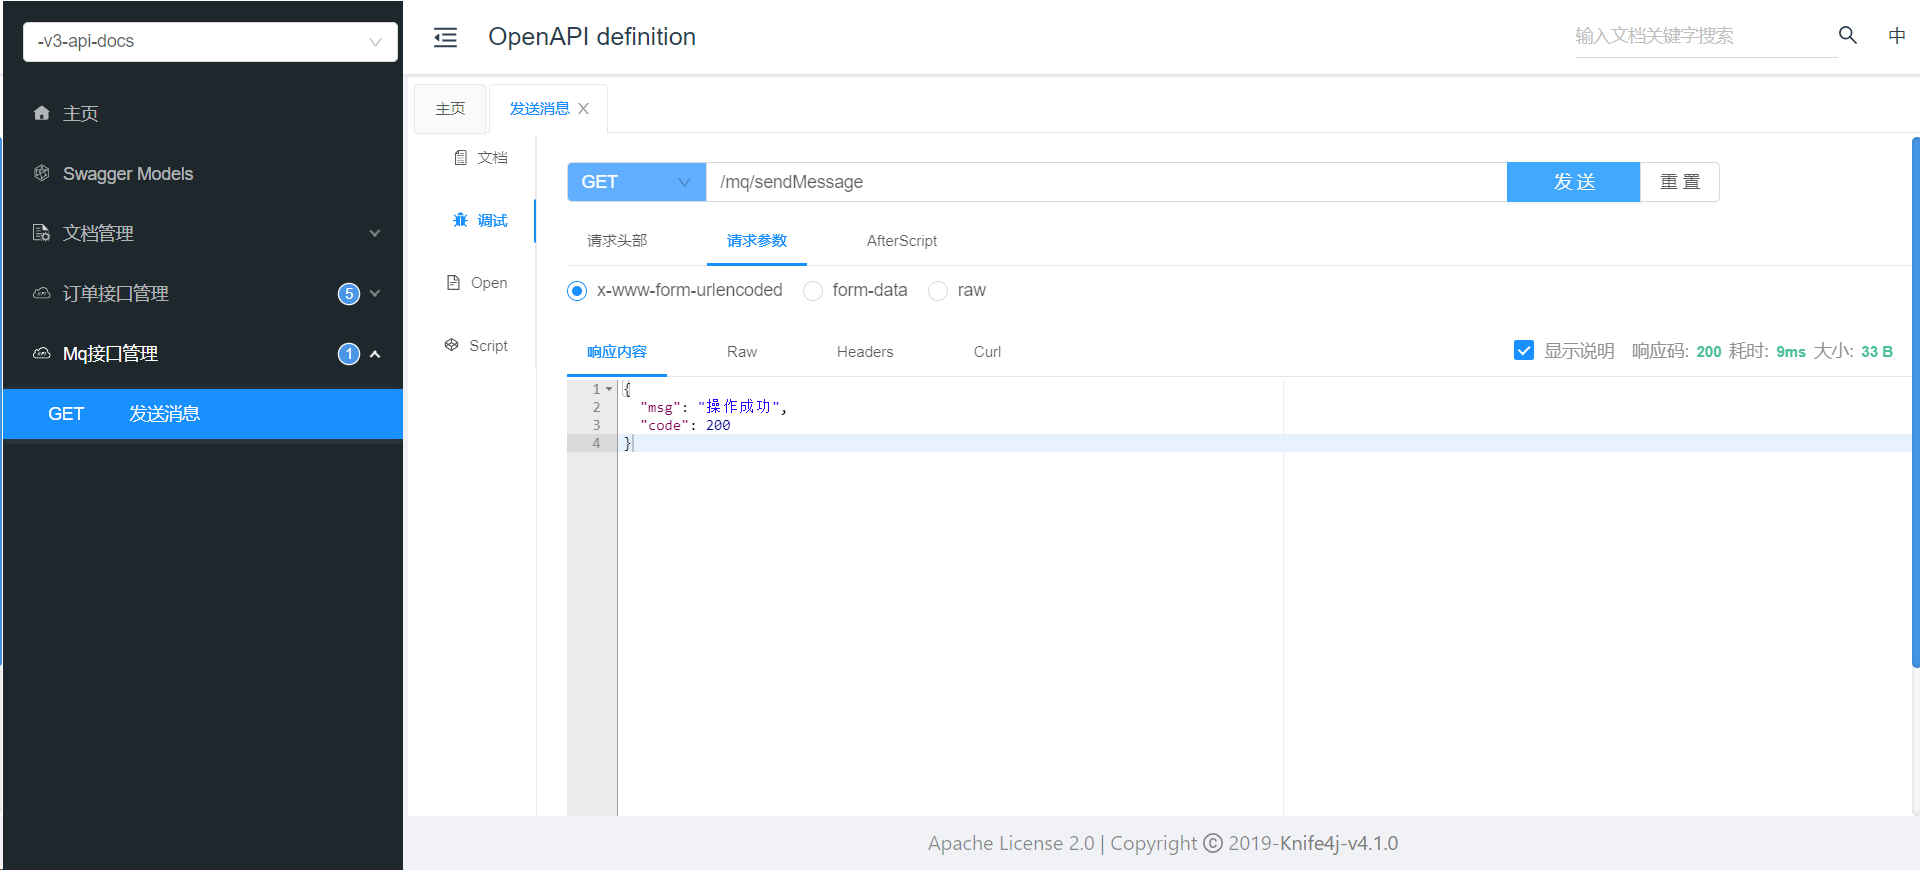 -v3-api-docs
主页
Swagger Models
文档管理
订单接口管理 5
Mq接口管理 1
GET 发送消息
OpenAPI definition
输入文档关键字搜索
中
主页 发送消息
文档
调试
Open
Script
GET /mq/sendMessage 发 送 重 置
请求头部 请求参数 AfterScript
x-www-form-urlencoded form-data raw
响应内容 Raw Headers Curl
显示说明 响应码: 200 耗时: 9ms 大小: 33 B
1 {
2 "msg": "操作成功",
3 "code": 200
4 }
Apache License 2.0 | Copyright © 2019-Knife4j-v4.1.0